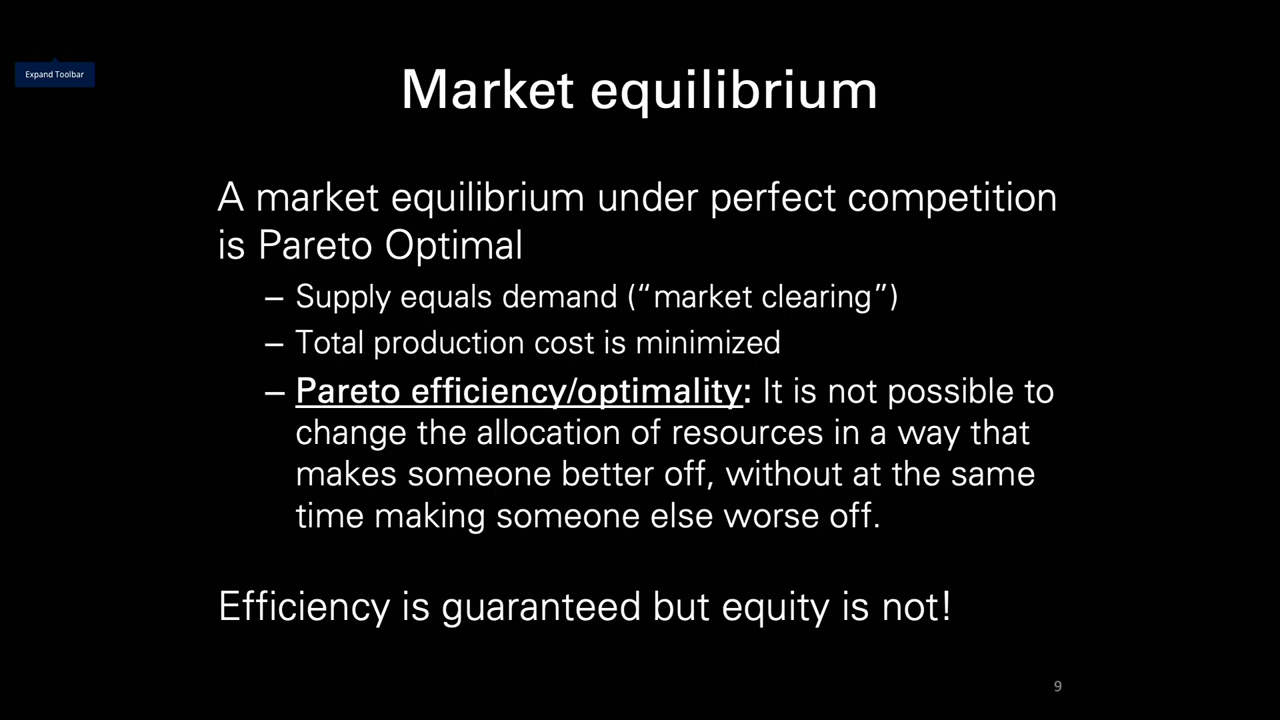 Expand Toolbar
Market equilibrium
A market equilibrium under perfect competition
is Pareto Optimal
– Supply equals demand (“market clearing”)
– Total production cost is minimized
– Pareto efficiency/optimality: It is not possible to
change the allocation of resources in a way that
makes someone better off, without at the same
time making someone else worse off.
Efficiency is guaranteed but equity is not!
9